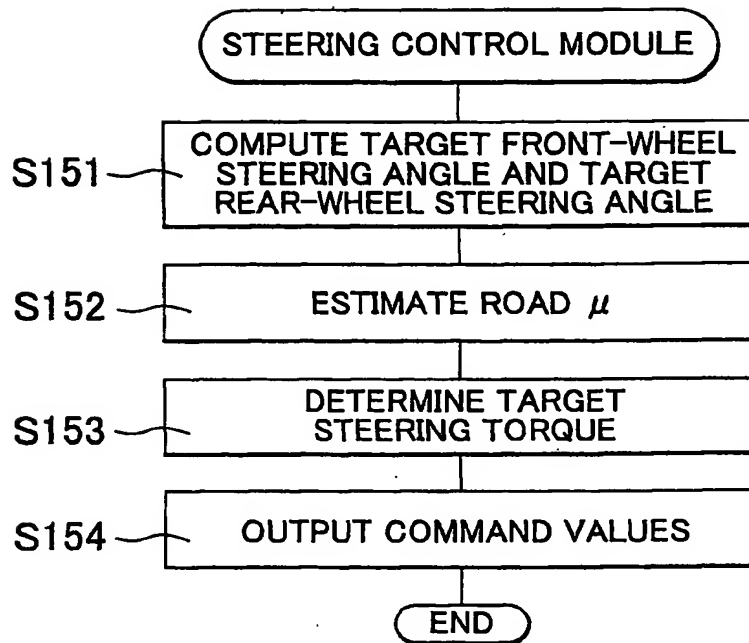 STEERING CONTROL MODULE
S151
COMPUTE TARGET FRONT-WHEEL
STEERING ANGLE AND TARGET
REAR-WHEEL STEERING ANGLE
S152
ESTIMATE ROAD μ
S153
DETERMINE TARGET
STEERING TORQUE
S154
OUTPUT COMMAND VALUES
END